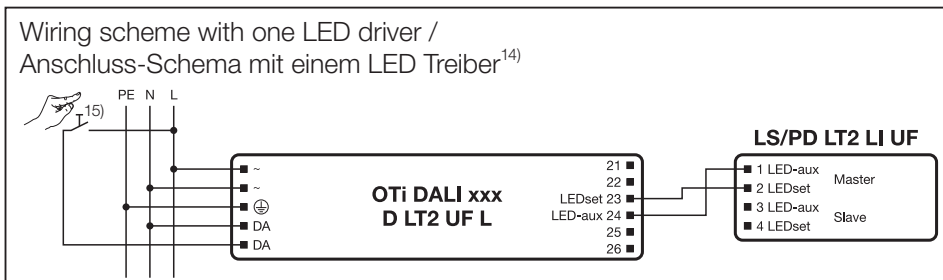 Wiring scheme with one LED driver /
Anschluss-Schema mit einem LED Treiber14)
15)
PE N L
LS/PD LT2 LI UF
OTi DALI xxx
D LT2 UF L
~
~
DA
DA
21
22
LEDset 23
LED-aux 24
25
26
1 LED-aux
2 LEDset
Master
3 LED-aux
4 LEDset
Slave